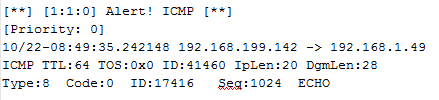 [**] [1:1:0] Alert! ICMP [**]
[Priority: 0]
10/22-08:49:35.242148 192.168.199.142 -> 192.168.1.49
ICMP TTL:64 TOS:0x0 ID:41460 IpLen:20 DgmLen:28
Type:8  Code:0  ID:17416   Seq:1024  ECHO